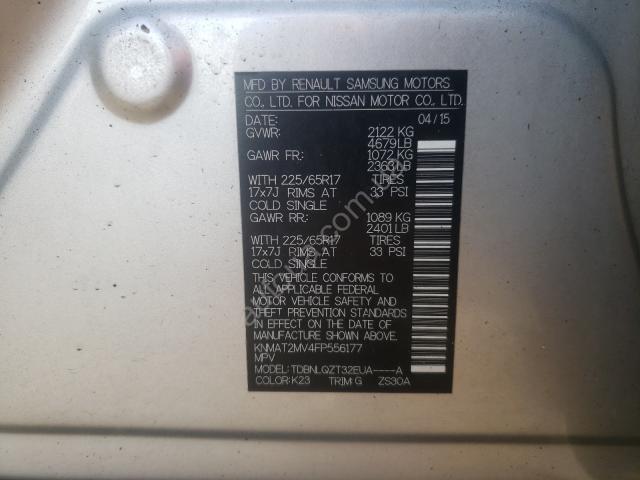 MFD BY RENAULT SAMSUNG MOTORS
CO., LTD. FOR NISSAN MOTOR CO., LTD.
DATE: 04/15
GVWR: 2122 KG
4679LB
GAWR FR: 1072 KG
2363LB
WITH 225/65R17 TIRES
17x7J RIMS AT 33 PSI
COLD SINGLE
GAWR RR: 1089 KG
2401LB
WITH 225/65R17 TIRES
17x7J RIMS AT 33 PSI
COLD SINGLE
THIS VEHICLE CONFORMS TO
ALL APPLICABLE FEDERAL
MOTOR VEHICLE SAFETY AND
THEFT PREVENTION STANDARDS
IN EFFECT ON THE DATE OF
MANUFACTURE SHOWN ABOVE.
KNMAT2MV4FP556177
MPV
MODEL: TDBNLQZT32EUA----A
COLOR: K23 TRIM: G ZS30A